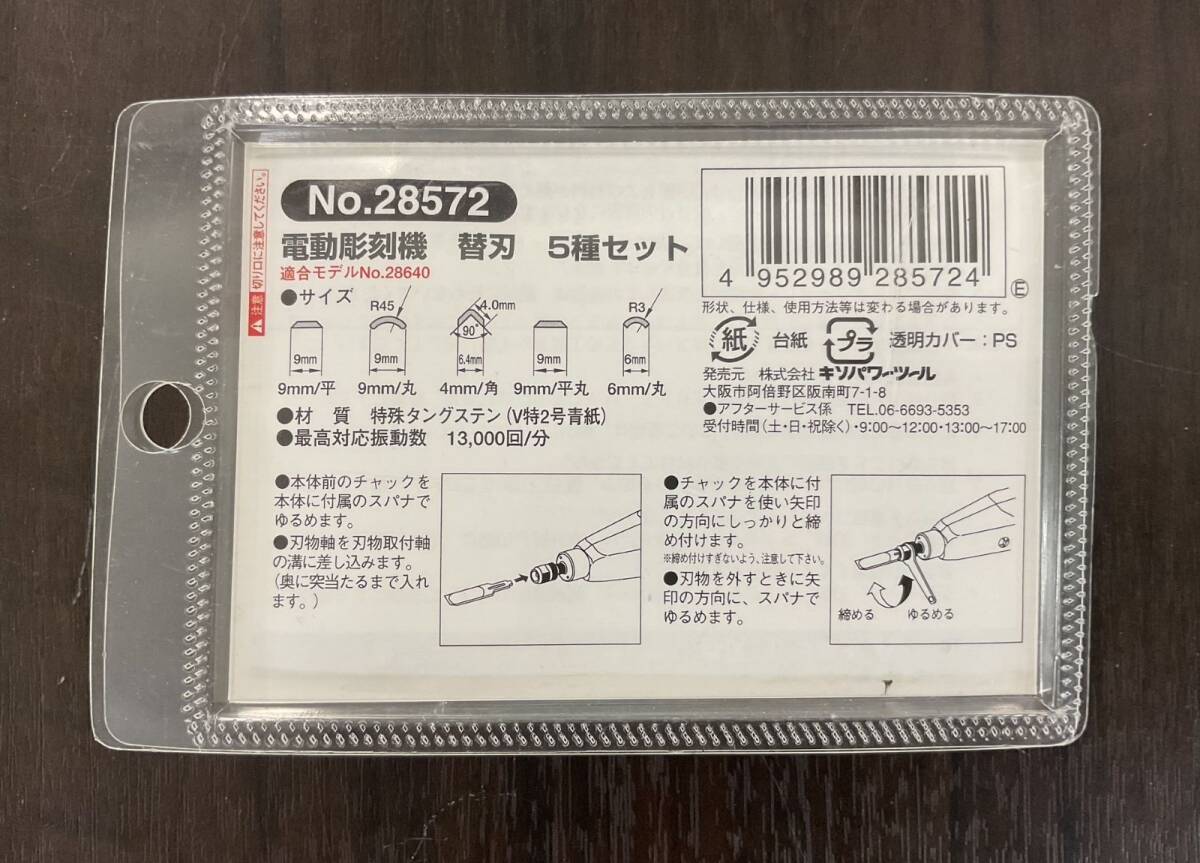 ⚠注意 切り口に注意してください。
No.28572
電動彫刻機 替刃 5種セット
適合モデルNo.28640
●サイズ
R45
4.0mm
R3
90°
9mm
9mm
6.4mm
9mm
6mm
9mm/平
9mm/丸
4mm/角
9mm/平丸
6mm/丸
●材 質 特殊タングステン(V特2号青紙)
●最高対応振動数 13,000回/分
4 952989 285724
E
形状、仕様、使用方法等は変わる場合があります。
紙 台紙 プラ 透明カバー:PS
発売元 株式会社 キソパワーツール
大阪市阿倍野区阪南町7-1-8
●アフターサービス係 TEL.06-6693-5353
受付時間(土・日・祝除く)・9:00〜12:00・13:00〜17:00
●本体前のチャックを
本体に付属のスパナで
ゆるめます。
●刃物軸を刃物取付軸
の溝に差し込みます。
(奥に突当たるまで入れ
ます。)
●チャックを本体に付
属のスパナを使い矢印
の方向にしっかりと締
め付けます。
※締め付けすぎないよう、注意して下さい。
●刃物を外すときに矢
印の方向に、スパナで
ゆるめます。
締める
ゆるめる